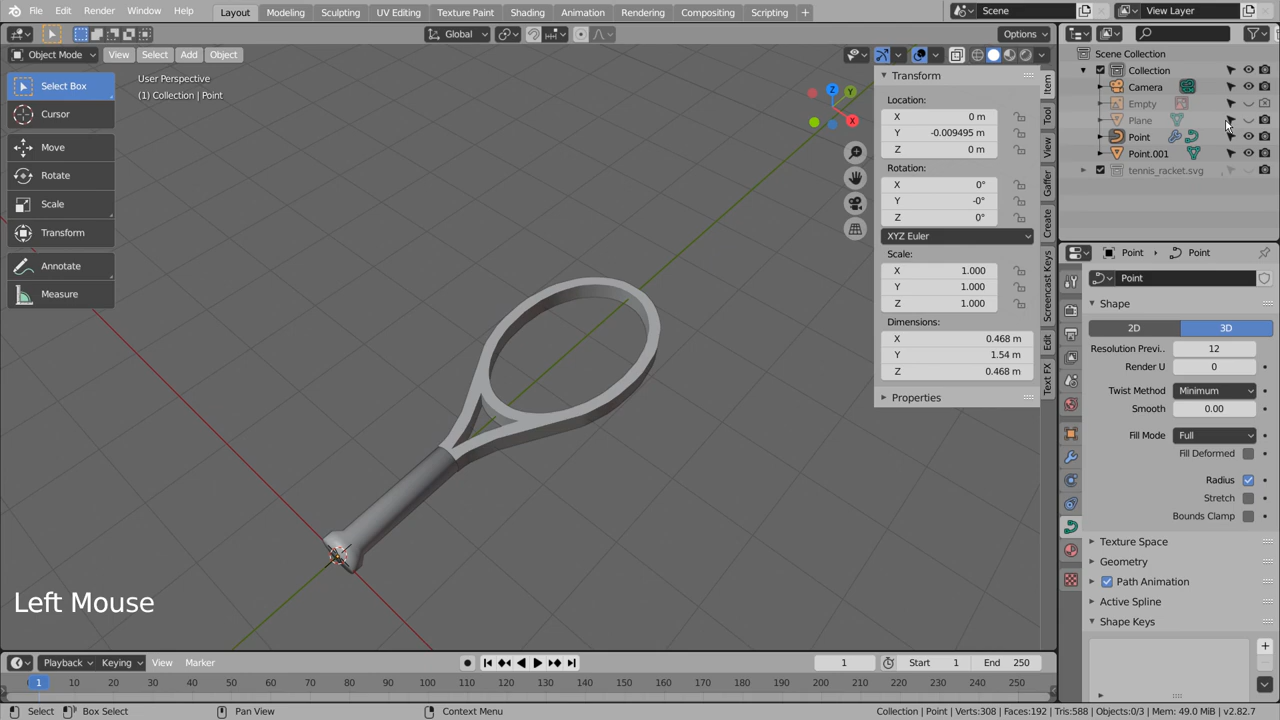 File Edit Render Window Help Layout Modeling Sculpting UV Editing Texture Paint Shading Animation Rendering Compositing Scripting + Scene View Layer
Global Options
Object Mode View Select Add Object
User Perspective
(1) Collection | Point
Select Box
Cursor
Move
Rotate
Scale
Transform
Annotate
Measure
Z
Y
X
Transform
Location:
X 0 m
Y -0.009495 m
Z 0 m
Rotation:
X 0°
Y -0°
Z 0°
XYZ Euler
Scale:
X 1.000
Y 1.000
Z 1.000
Dimensions:
X 0.468 m
Y 1.54 m
Z 0.468 m
Properties
Item
Tool
View
Gaffer
Create
Screencast Keys
Edit
Text FX
Scene Collection
Collection
Camera
Empty
Plane
Point
Point.001
tennis_racket.svg
Point Point
Point
Shape
2D 3D
Resolution Previ.. 12
Render U 0
Twist Method Minimum
Smooth 0.00
Fill Mode Full
Fill Deformed
Radius
Stretch
Bounds Clamp
Texture Space
Geometry
Path Animation
Active Spline
Shape Keys
Left Mouse
Playback Keying View Marker 1 Start 1 End 250
1 10 20 30 40 50 60 70 80 90 100 110 120 130 140 150 160 170 180 190 200 210 220 230 240 250
Select Box Select Pan View Context Menu Collection | Point | Verts:308 | Faces:192 | Tris:588 | Objects:0/3 | Mem: 49.0 MiB | v2.82.7